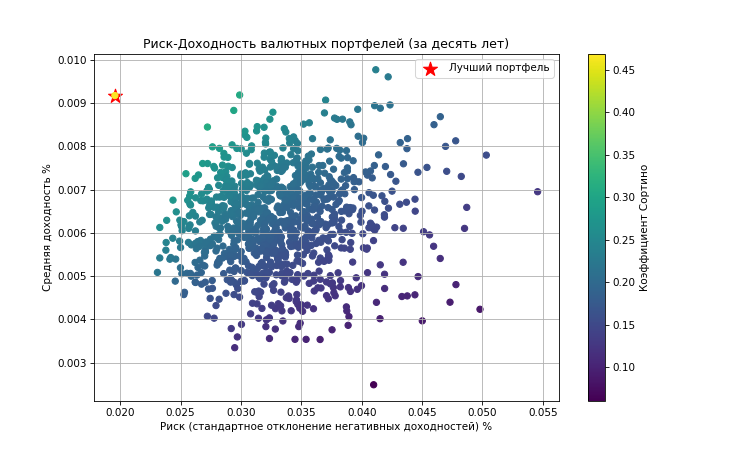 Риск-Доходность валютных портфелей (за десять лет)
Лучший портфель
Средняя доходность %
0.010
0.009
0.008
0.007
0.006
0.005
0.004
0.003
0.020 0.025 0.030 0.035 0.040 0.045 0.050 0.055
Риск (стандартное отклонение негативных доходностей) %
0.45
0.40
0.35
0.30
0.25
0.20
0.15
0.10
Коэффициент Сортино